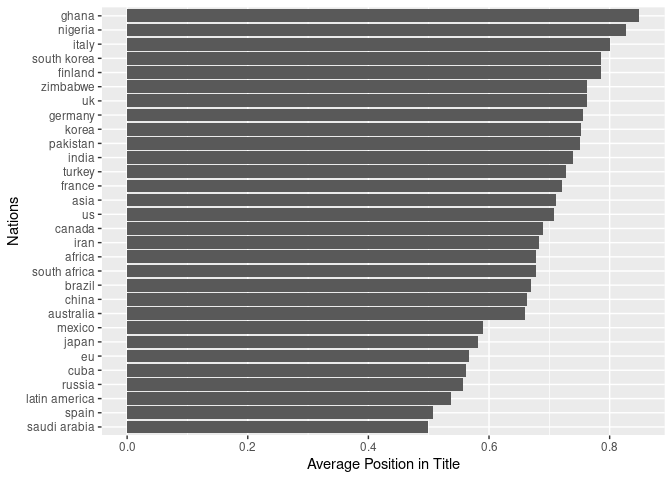 ghana
nigeria
italy
south korea
finland
zimbabwe
uk
germany
korea
pakistan
india
turkey
france
asia
us
canada
iran
africa
south africa
brazil
china
australia
mexico
japan
eu
cuba
russia
latin america
spain
saudi arabia
Nations
0.0 0.2 0.4 0.6 0.8
Average Position in Title